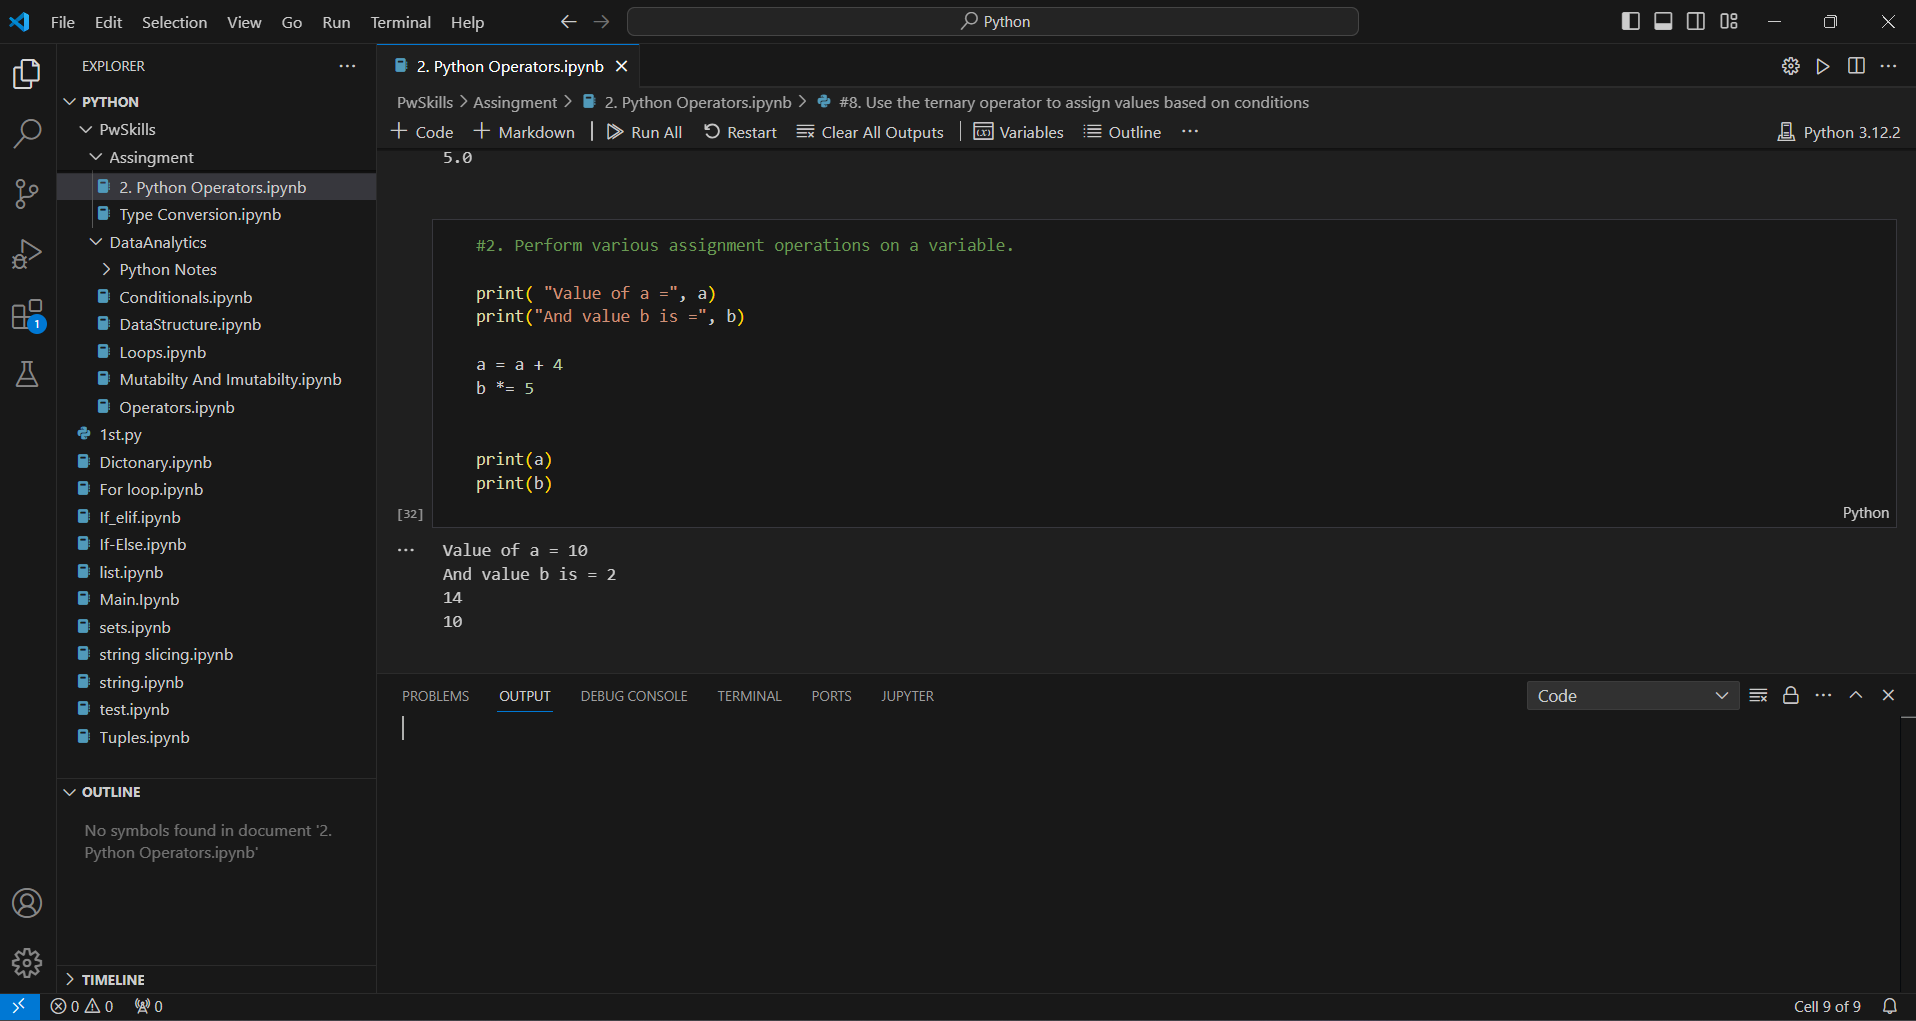 File Edit Selection View Go Run Terminal Help
Python
EXPLORER
PYTHON
PwSkills
Assingment
2. Python Operators.ipynb
Type Conversion.ipynb
DataAnalytics
Python Notes
Conditionals.ipynb
DataStructure.ipynb
Loops.ipynb
Mutabilty And Imutabilty.ipynb
Operators.ipynb
1st.py
Dictonary.ipynb
For loop.ipynb
If_elif.ipynb
If-Else.ipynb
list.ipynb
Main.Ipynb
sets.ipynb
string slicing.ipynb
string.ipynb
test.ipynb
Tuples.ipynb
OUTLINE
No symbols found in document '2.
Python Operators.ipynb'
TIMELINE
1
2. Python Operators.ipynb
PwSkills > Assingment > 2. Python Operators.ipynb > #8. Use the ternary operator to assign values based on conditions
+ Code + Markdown | Run All Restart Clear All Outputs | Variables Outline ... Python 3.12.2
5.0
#2. Perform various assignment operations on a variable.
print( "Value of a =", a)
print("And value b is =", b)
a = a + 4
b *= 5
print(a)
print(b)
[32]
Python
... Value of a = 10
And value b is = 2
14
10
PROBLEMS OUTPUT DEBUG CONSOLE TERMINAL PORTS JUPYTER
Code
0 0 0
Cell 9 of 9